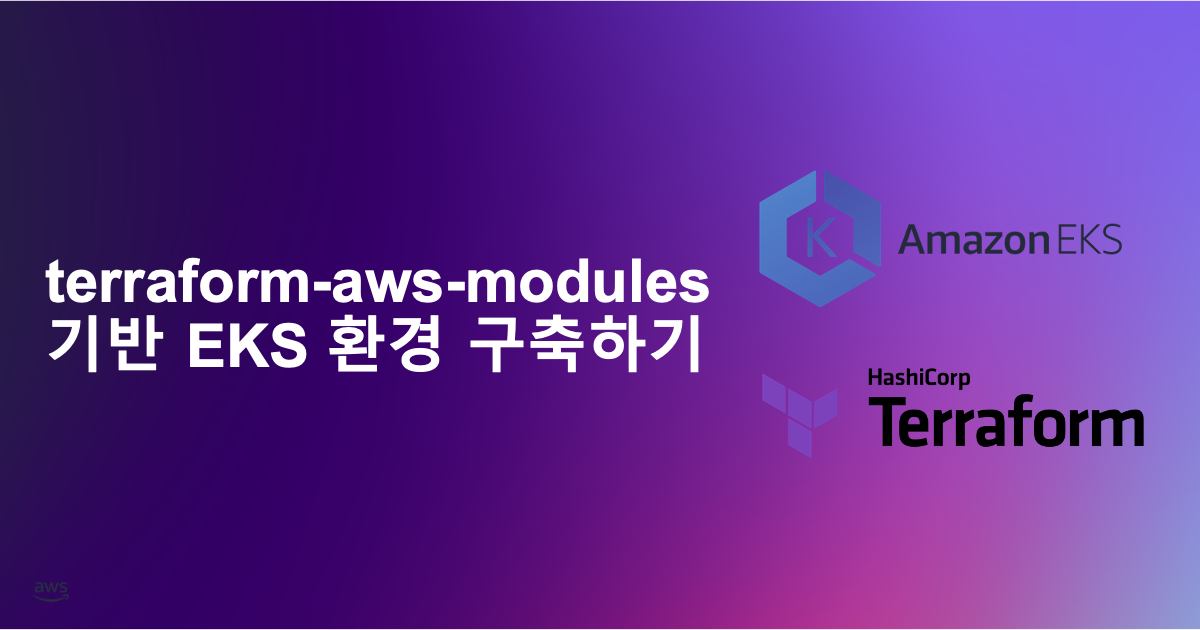 terraform-aws-modules
기반 EKS 환경 구축하기
K
Amazon EKS
HashiCorp
Terraform
aws